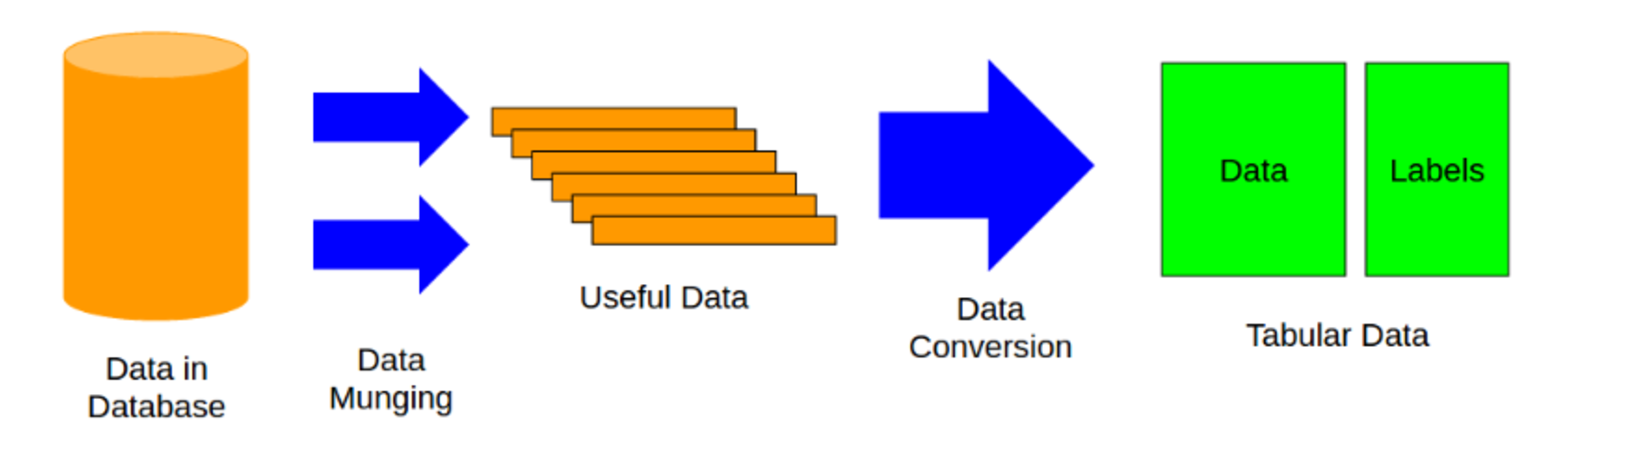 Data in
Database
Data
Munging
Useful Data
Data
Conversion
Data
Labels
Tabular Data